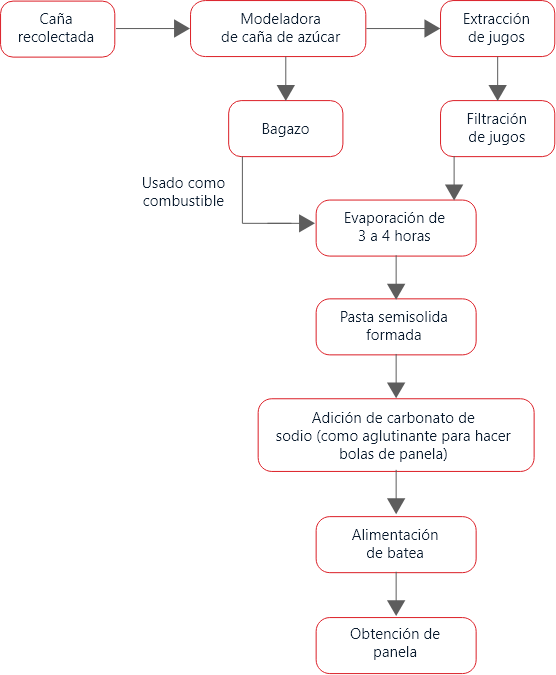 Caña
recolectada
Modeladora
de caña de azúcar
Extracción
de jugos
Bagazo
Filtración
de jugos
Usado como
combustible
Evaporación de
3 a 4 horas
Pasta semisolida
formada
Adición de carbonato de
sodio (como aglutinante para hacer
bolas de panela)
Alimentación
de batea
Obtención de
panela